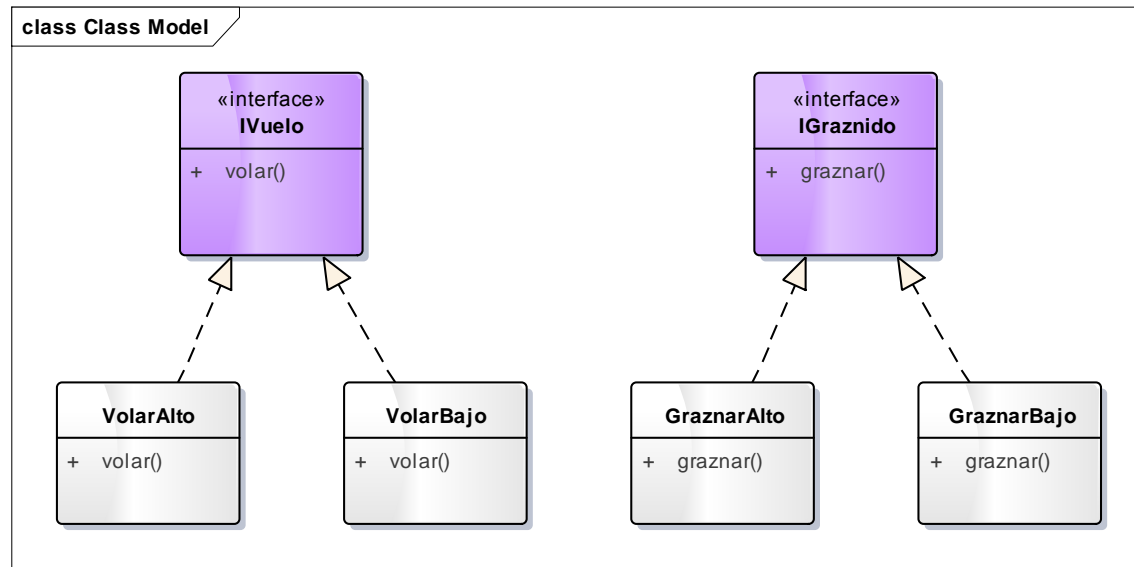 class Class Model
«interface»
IVuelo
+ volar()
«interface»
IGraznido
+ graznar()
VolarAlto
+ volar()
VolarBajo
+ volar()
GraznarAlto
+ graznar()
GraznarBajo
+ graznar()